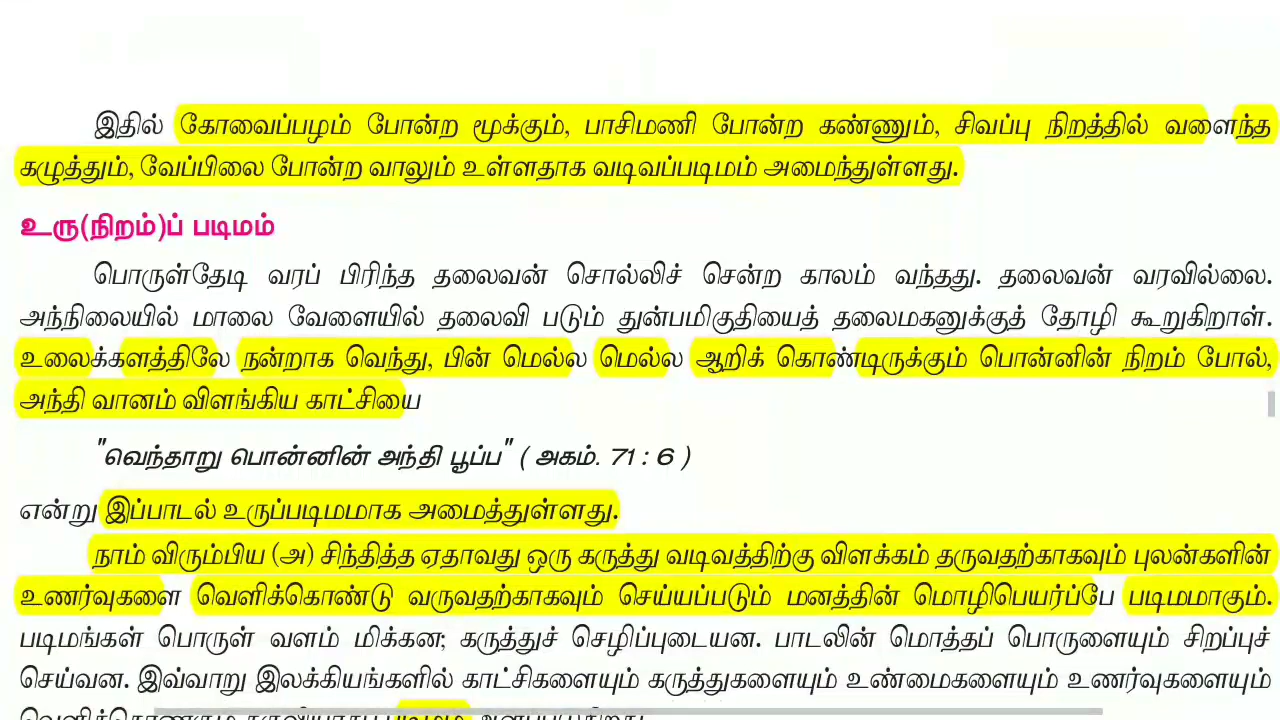 இதில் கோவைப்பழம் போன்ற மூக்கும், பாசிமணி போன்ற கண்ணும், சிவப்பு நிறத்தில் வளைந்த
கழுத்தும், வேப்பிலை போன்ற வாலும் உள்ளதாக வடிவப்படிமம் அமைந்துள்ளது.
உரு(நிறம்)ப் படிமம்
பொருள்தேடி வரப் பிரிந்த தலைவன் சொல்லிச் சென்ற காலம் வந்தது. தலைவன் வரவில்லை.
அந்நிலையில் மாலை வேளையில் தலைவி படும் துன்பமிகுதியைத் தலைமகனுக்குத் தோழி கூறுகிறாள்.
உலைக்களத்திலே நன்றாக வெந்து, பின் மெல்ல மெல்ல ஆறிக் கொண்டிருக்கும் பொன்னின் நிறம் போல்,
அந்தி வானம் விளங்கிய காட்சியை
"வெந்தாறு பொன்னின் அந்தி பூப்ப" ( அகம். 71 : 6 )
என்று இப்பாடல் உருப்படிமமாக அமைத்துள்ளது.
நாம் விரும்பிய (அ) சிந்தித்த ஏதாவது ஒரு கருத்து வடிவத்திற்கு விளக்கம் தருவதற்காகவும் புலன்களின்
உணர்வுகளை வெளிக்கொண்டு வருவதற்காகவும் செய்யப்படும் மனத்தின் மொழிபெயர்ப்பே படிமமாகும்.
படிமங்கள் பொருள் வளம் மிக்கன; கருத்துச் செழிப்புடையன. பாடலின் மொத்தப் பொருளையும் சிறப்புச்
செய்வன. இவ்வாறு இலக்கியங்களில் காட்சிகளையும் கருத்துகளையும் உண்மைகளையும் உணர்வுகளையும்